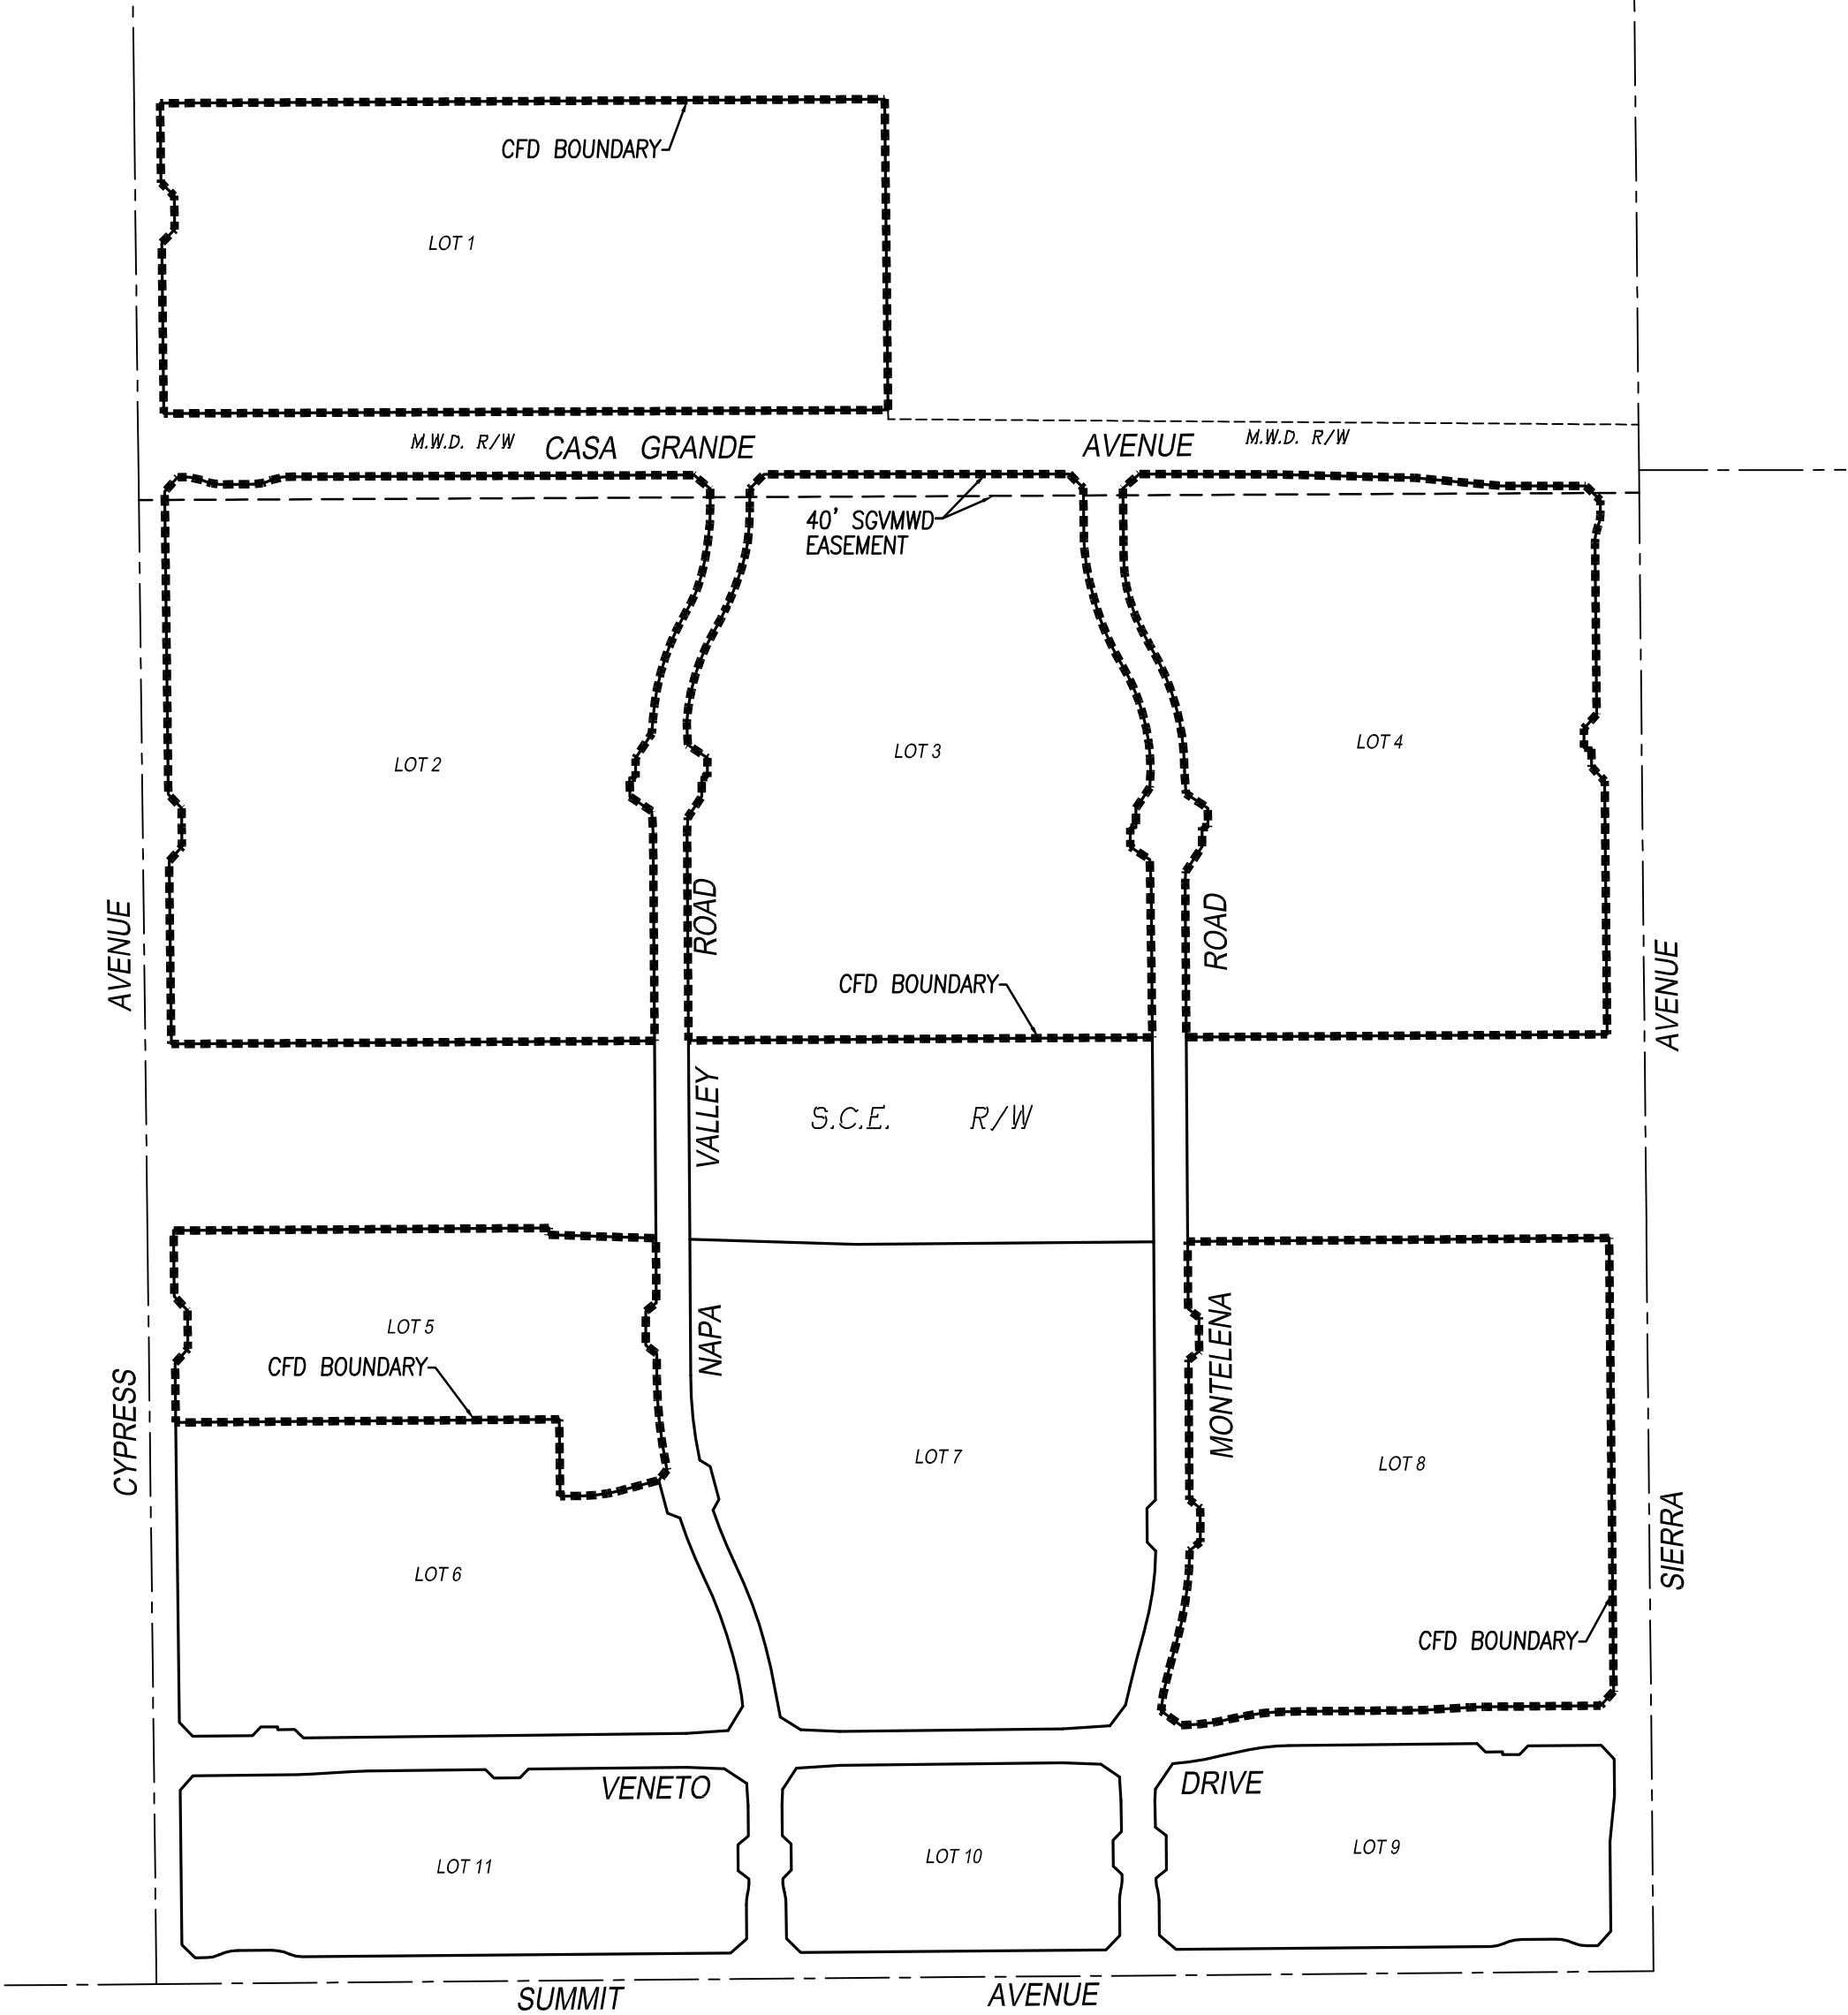 CFD BOUNDARY
LOT 1
M.W.D. R/W
CASA GRANDE
AVENUE
M.W.D. R/W
40' SGVMWD
EASEMENT
LOT 2
LOT 3
LOT 4
AVENUE
ROAD
ROAD
AVENUE
CFD BOUNDARY
VALLEY
S.C.E. R/W
LOT 5
NAPA
MONTELENA
CFD BOUNDARY
CYPRESS
LOT 7
LOT 8
SIERRA
LOT 6
CFD BOUNDARY
VENETO
DRIVE
LOT 11
LOT 10
LOT 9
SUMMIT
AVENUE